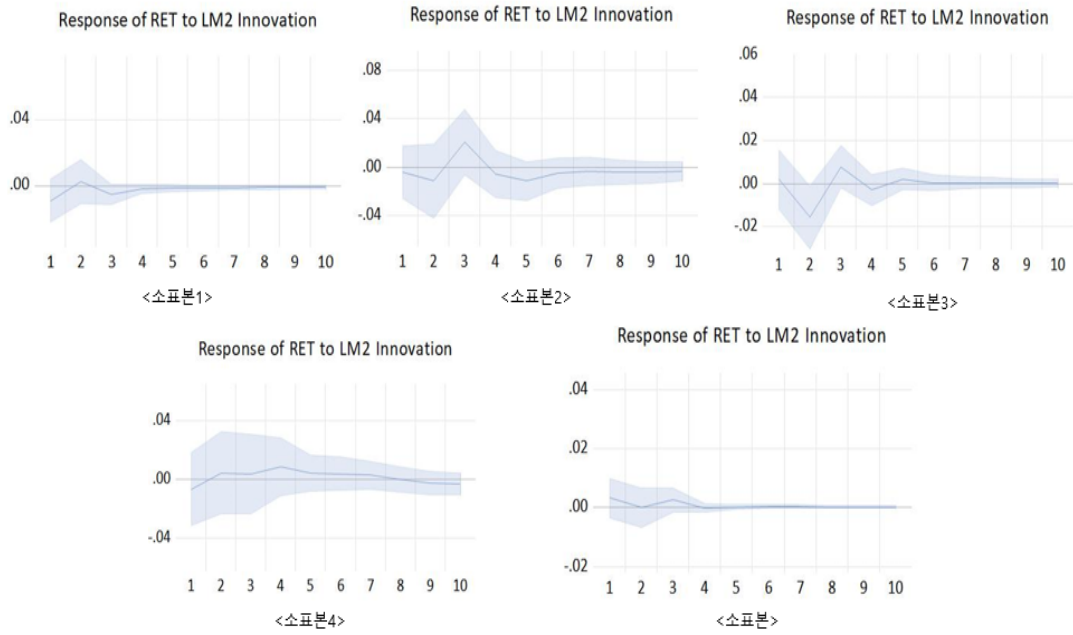 Response of RET to LM2 Innovation
.04
.00
1 2 3 4 5 6 7 8 9 10
<소표본1>
Response of RET to LM2 Innovation
.08
.04
.00
-.04
1 2 3 4 5 6 7 8 9 10
<소표본2>
Response of RET to LM2 Innovation
.06
.04
.02
.00
-.02
1 2 3 4 5 6 7 8 9 10
<소표본3>
Response of RET to LM2 Innovation
.04
.00
-.04
1 2 3 4 5 6 7 8 9 10
<소표본4>
Response of RET to LM2 Innovation
.04
.02
.00
-.02
1 2 3 4 5 6 7 8 9 10
<소표본>